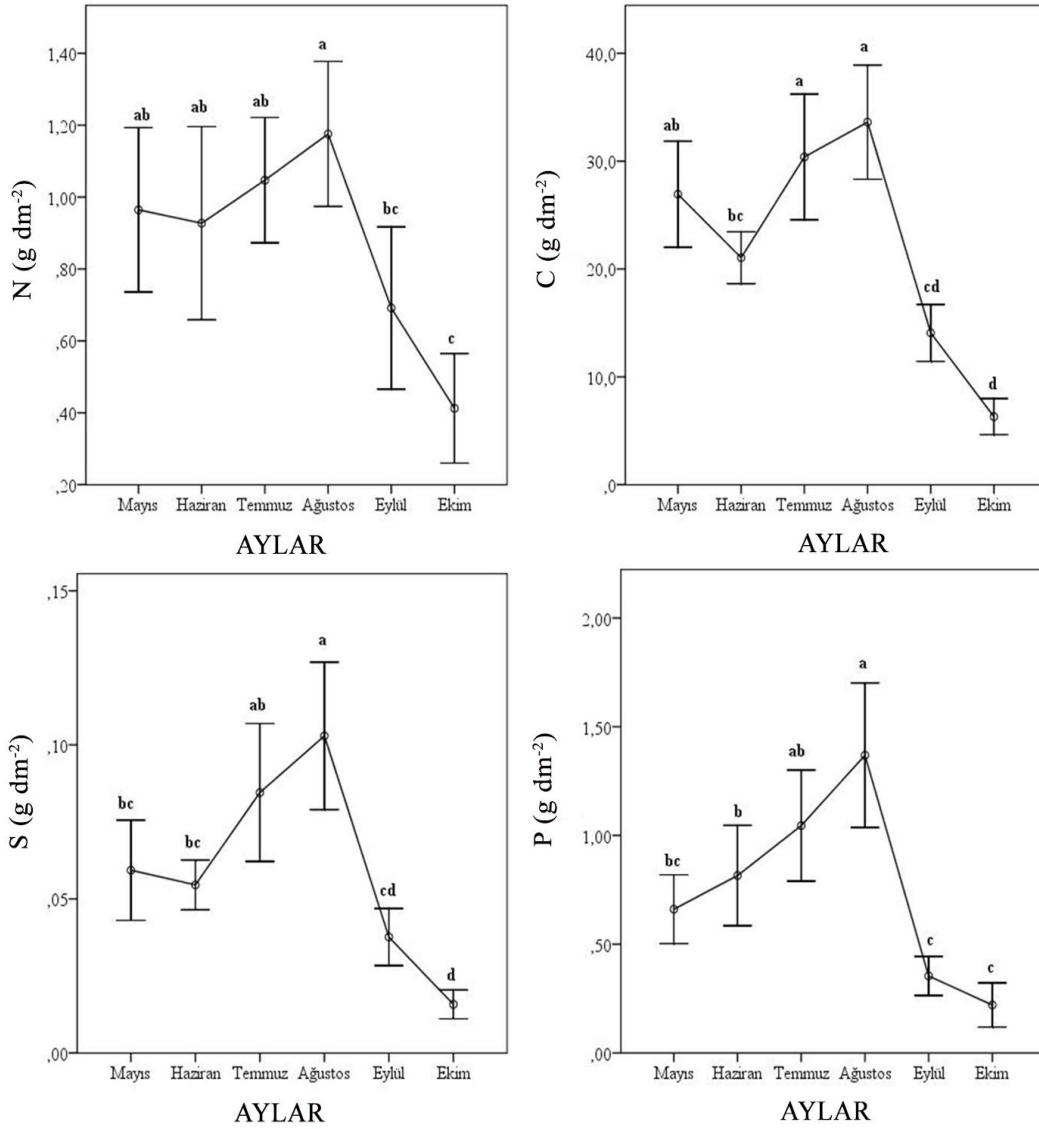 1,40
1,20
1,00
,80
,60
,40
,20
N (g dm-2)
ab
ab
ab
a
bc
c
Mayıs Haziran Temmuz Ağustos Eylül Ekim
AYLAR
40,0
30,0
20,0
10,0
,0
C (g dm-2)
ab
bc
a
a
cd
d
Mayıs Haziran Temmuz Ağustos Eylül Ekim
AYLAR
,15
,10
,05
,00
S (g dm-2)
bc
bc
ab
a
cd
d
Mayıs Haziran Temmuz Ağustos Eylül Ekim
AYLAR
2,00
1,50
1,00
,50
,00
P (g dm-2)
bc
b
ab
a
c
c
Mayıs Haziran Temmuz Ağustos Eylül Ekim
AYLAR